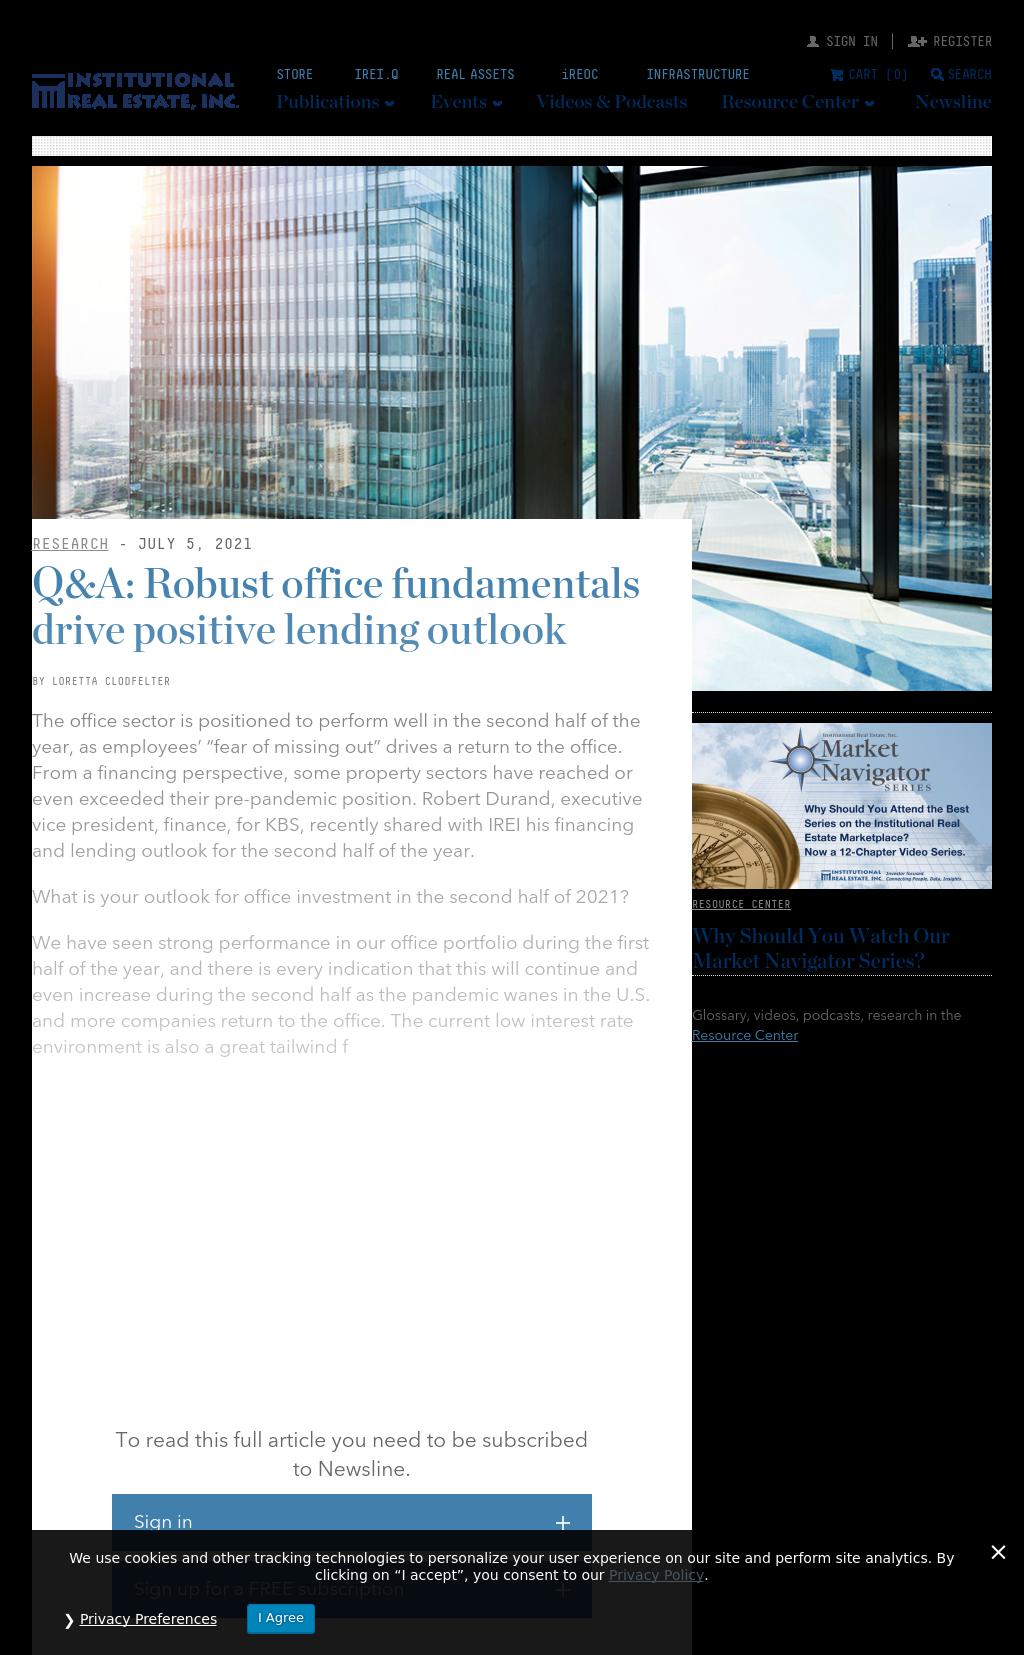 SIGN IN
REGISTER
STORE
IREI.Q
REAL ASSETS
iREOC
INFRASTRUCTURE
CART (0)
SEARCH
INSTITUTIONAL
REAL ESTATE, INC.
Publications
Events
Videos & Podcasts
Resource Center
Newsline
RESEARCH - JULY 5, 2021
Q&A: Robust office fundamentals
drive positive lending outlook
BY LORETTA CLODFELTER
The office sector is positioned to perform well in the second half of the
year, as employees’ “fear of missing out” drives a return to the office.
From a financing perspective, some property sectors have reached or
even exceeded their pre-pandemic position. Robert Durand, executive
vice president, finance, for KBS, recently shared with IREI his financing
and lending outlook for the second half of the year.
What is your outlook for office investment in the second half of 2021?
We have seen strong performance in our office portfolio during the first
half of the year, and there is every indication that this will continue and
even increase during the second half as the pandemic wanes in the U.S.
and more companies return to the office. The current low interest rate
environment is also a great tailwind f
Institutional Real Estate, Inc.
Market
Navigator
SERIES
Why Should You Attend the Best
Series on the Institutional Real
Estate Marketplace?
Now a 12-Chapter Video Series.
INSTITUTIONAL
REAL ESTATE, INC.
Investor focused
Connecting People, Data, Insights
RESOURCE CENTER
Why Should You Watch Our
Market Navigator Series?
Glossary, videos, podcasts, research in the
Resource Center
To read this full article you need to be subscribed
to Newsline.
Sign in
Sign up for a FREE subscription
We use cookies and other tracking technologies to personalize your user experience on our site and perform site analytics. By
clicking on “I accept”, you consent to our Privacy Policy.
❯ Privacy Preferences
I Agree